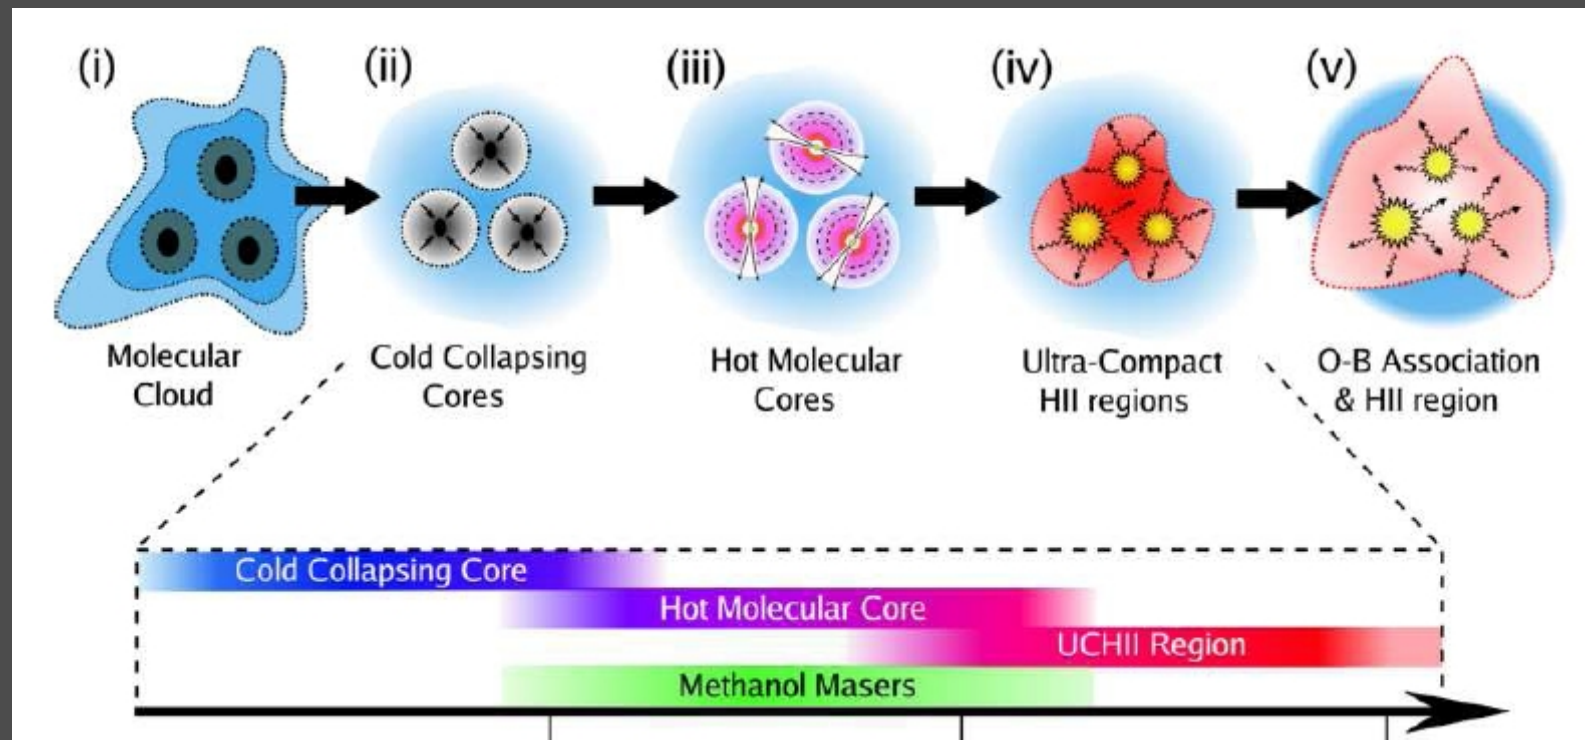 (i)
(ii)
(iii)
(iv)
(v)
Molecular
Cloud
Cold Collapsing
Cores
Hot Molecular
Cores
Ultra-Compact
HII regions
O-B Association
& HII region
Cold Collapsing Core
Hot Molecular Core
UCHII Region
Methanol Masers